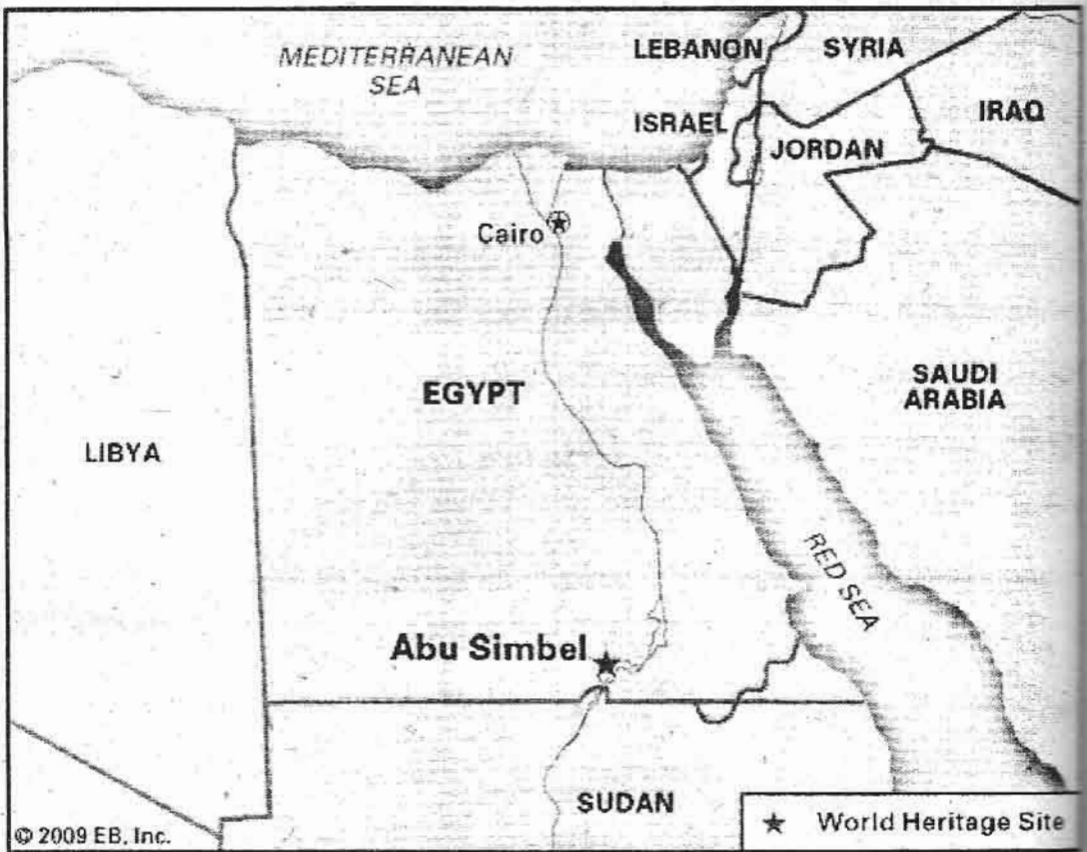 MEDITERRANEAN
SEA
LEBANON
SYRIA
ISRAEL
IRAQ
JORDAN
Cairo
EGYPT
SAUDI
ARABIA
LIBYA
RED SEA
Abu Simbel
SUDAN
© 2009 EB, Inc.
★ World Heritage Site